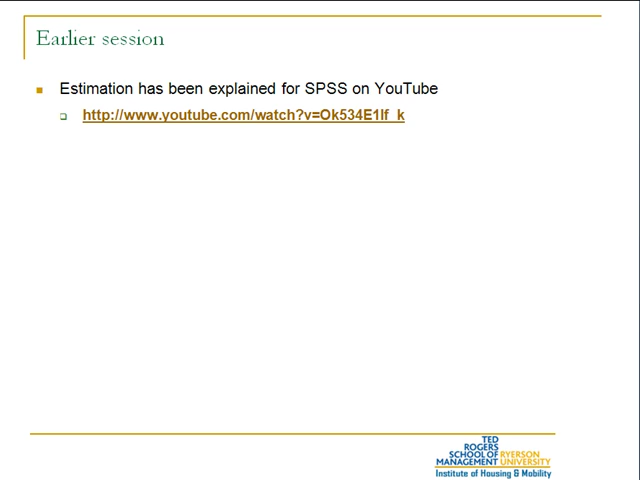 Earlier session
Estimation has been explained for SPSS on YouTube
http://www.youtube.com/watch?v=Ok534E1If_k
TED
ROGERS
SCHOOL OF RYERSON
MANAGEMENT UNIVERSITY
Institute of Housing & Mobility